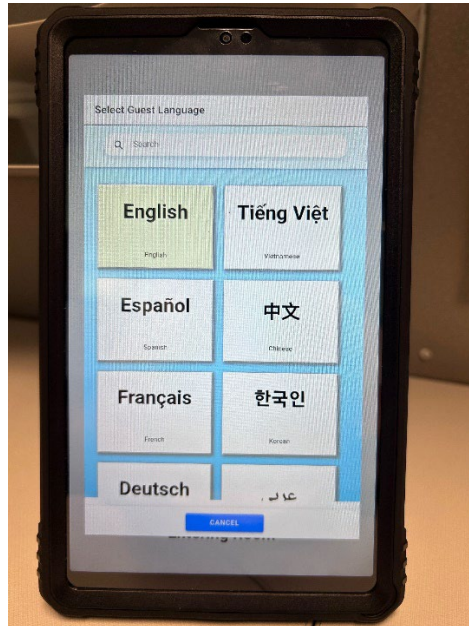 Select Guest Language
Search
English
English
Tiếng Việt
Vietnamese
Español
Spanish
中文
Chinese
Français
French
한국인
Korean
Deutsch
CANCEL